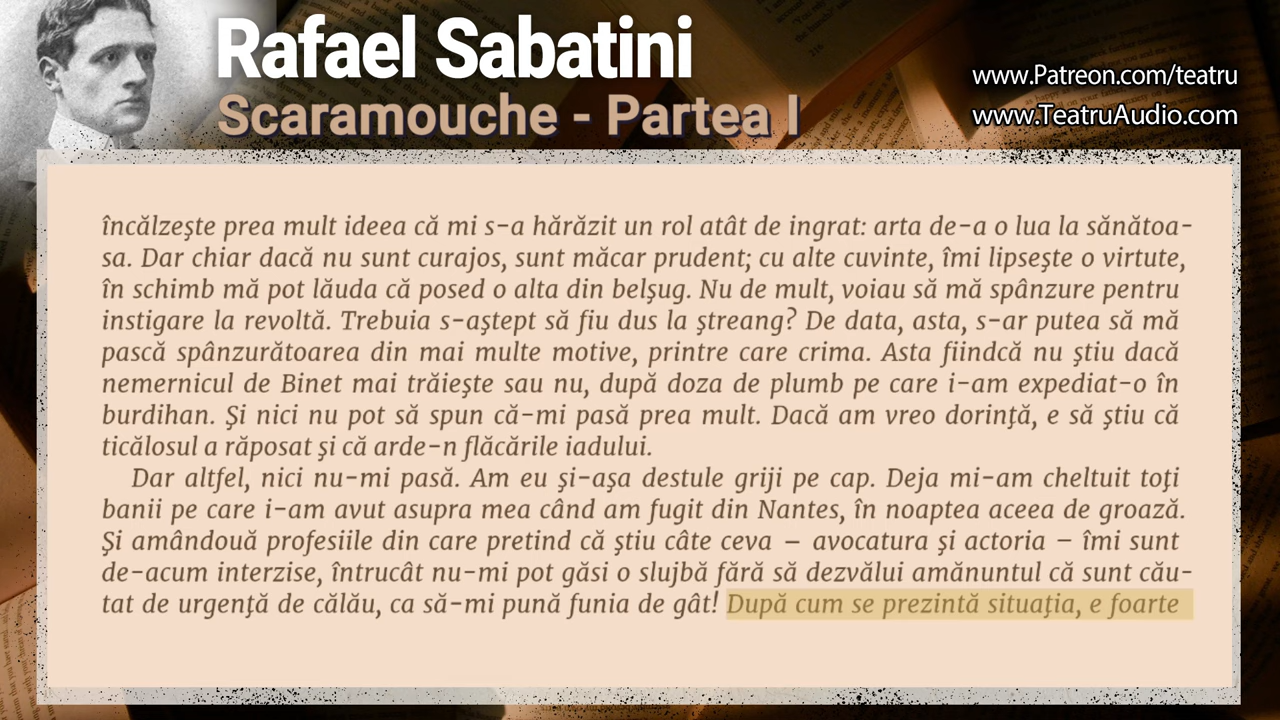 Rafael Sabatini
Scaramouche - Partea I
www.Patreon.com/teatru
www.TeatruAudio.com
încălzeşte prea mult ideea că mi s-a hărăzit un rol atât de ingrat: arta de-a o lua la sănătoa-
sa. Dar chiar dacă nu sunt curajos, sunt măcar prudent; cu alte cuvinte, îmi lipseşte o virtute,
în schimb mă pot lăuda că posed o alta din belşug. Nu de mult, voiau să mă spânzure pentru
instigare la revoltă. Trebuia s-aştept să fiu dus la ştreang? De data, asta, s-ar putea să mă
pască spânzurătoarea din mai multe motive, printre care crima. Asta fiindcă nu ştiu dacă
nemernicul de Binet mai trăieşte sau nu, după doza de plumb pe care i-am expediat-o în
burdihan. Şi nici nu pot să spun că-mi pasă prea mult. Dacă am vreo dorinţă, e să ştiu că
ticălosul a răposat şi că arde-n flăcările iadului.
Dar altfel, nici nu-mi pasă. Am eu şi-aşa destule griji pe cap. Deja mi-am cheltuit toţi
banii pe care i-am avut asupra mea când am fugit din Nantes, în noaptea aceea de groază.
Şi amândouă profesiile din care pretind că ştiu câte ceva – avocatura şi actoria – îmi sunt
de-acum interzise, întrucât nu-mi pot găsi o slujbă fără să dezvălui amănuntul că sunt cău-
tat de urgenţă de călău, ca să-mi pună funia de gât! După cum se prezintă situaţia, e foarte